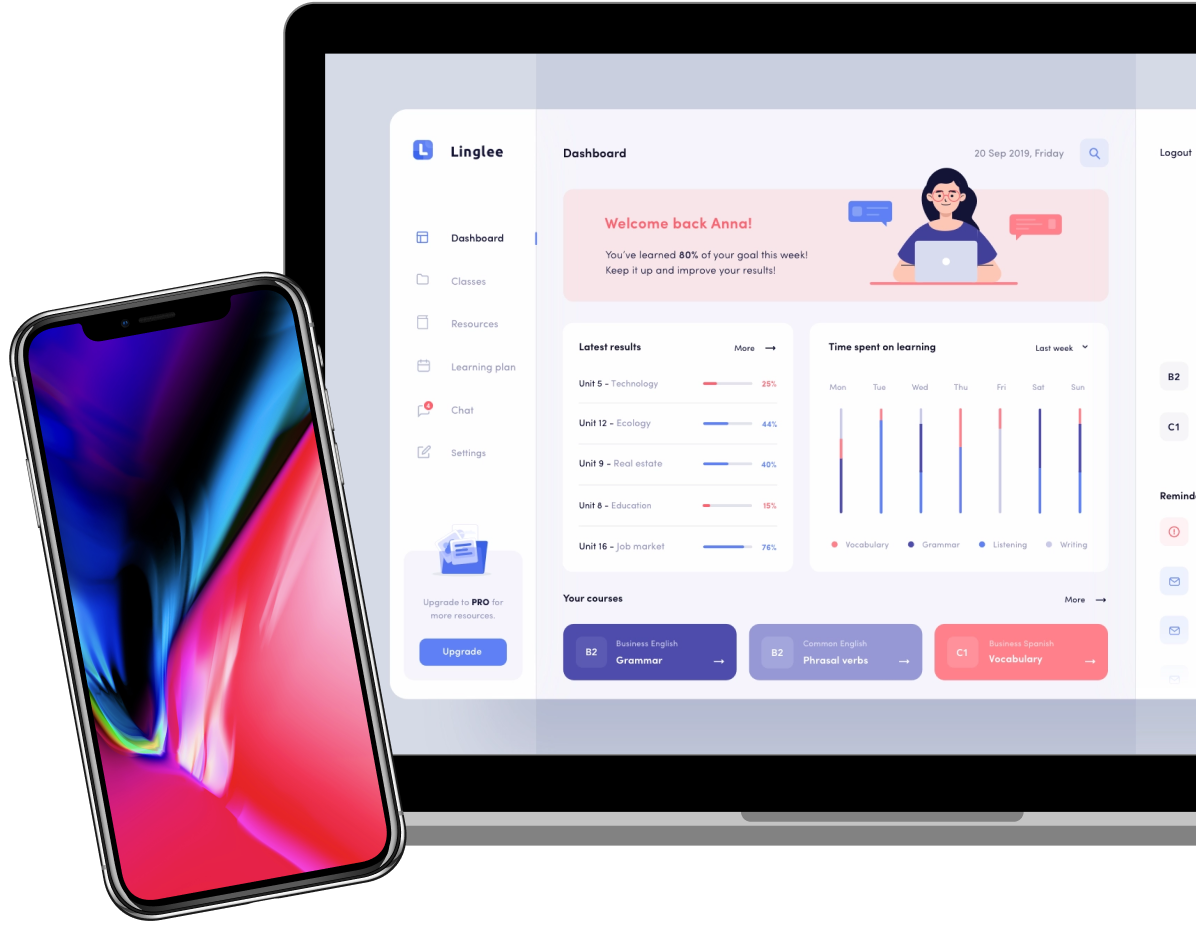 Linglee
Dashboard
Classes
Resources
Learning plan
4
Chat
Settings
Upgrade to PRO for
more resources.
Upgrade
Dashboard
20 Sep 2019, Friday
Welcome back Anna!
You've learned 80% of your goal this week!
Keep it up and improve your results!
Latest results
More
Unit 5 - Technology
25%
Unit 12 - Ecology
44%
Unit 9 - Real estate
40%
Unit 8 - Education
15%
Unit 16 - Job market
76%
Time spent on learning
Last week
Mon Tue Wed Thu Fri Sat Sun
Vocabulary Grammar Listening Writing
Your courses
More
B2
Business English
Grammar
B2
Common English
Phrasal verbs
C1
Business Spanish
Vocabulary
Logout
B2
C1